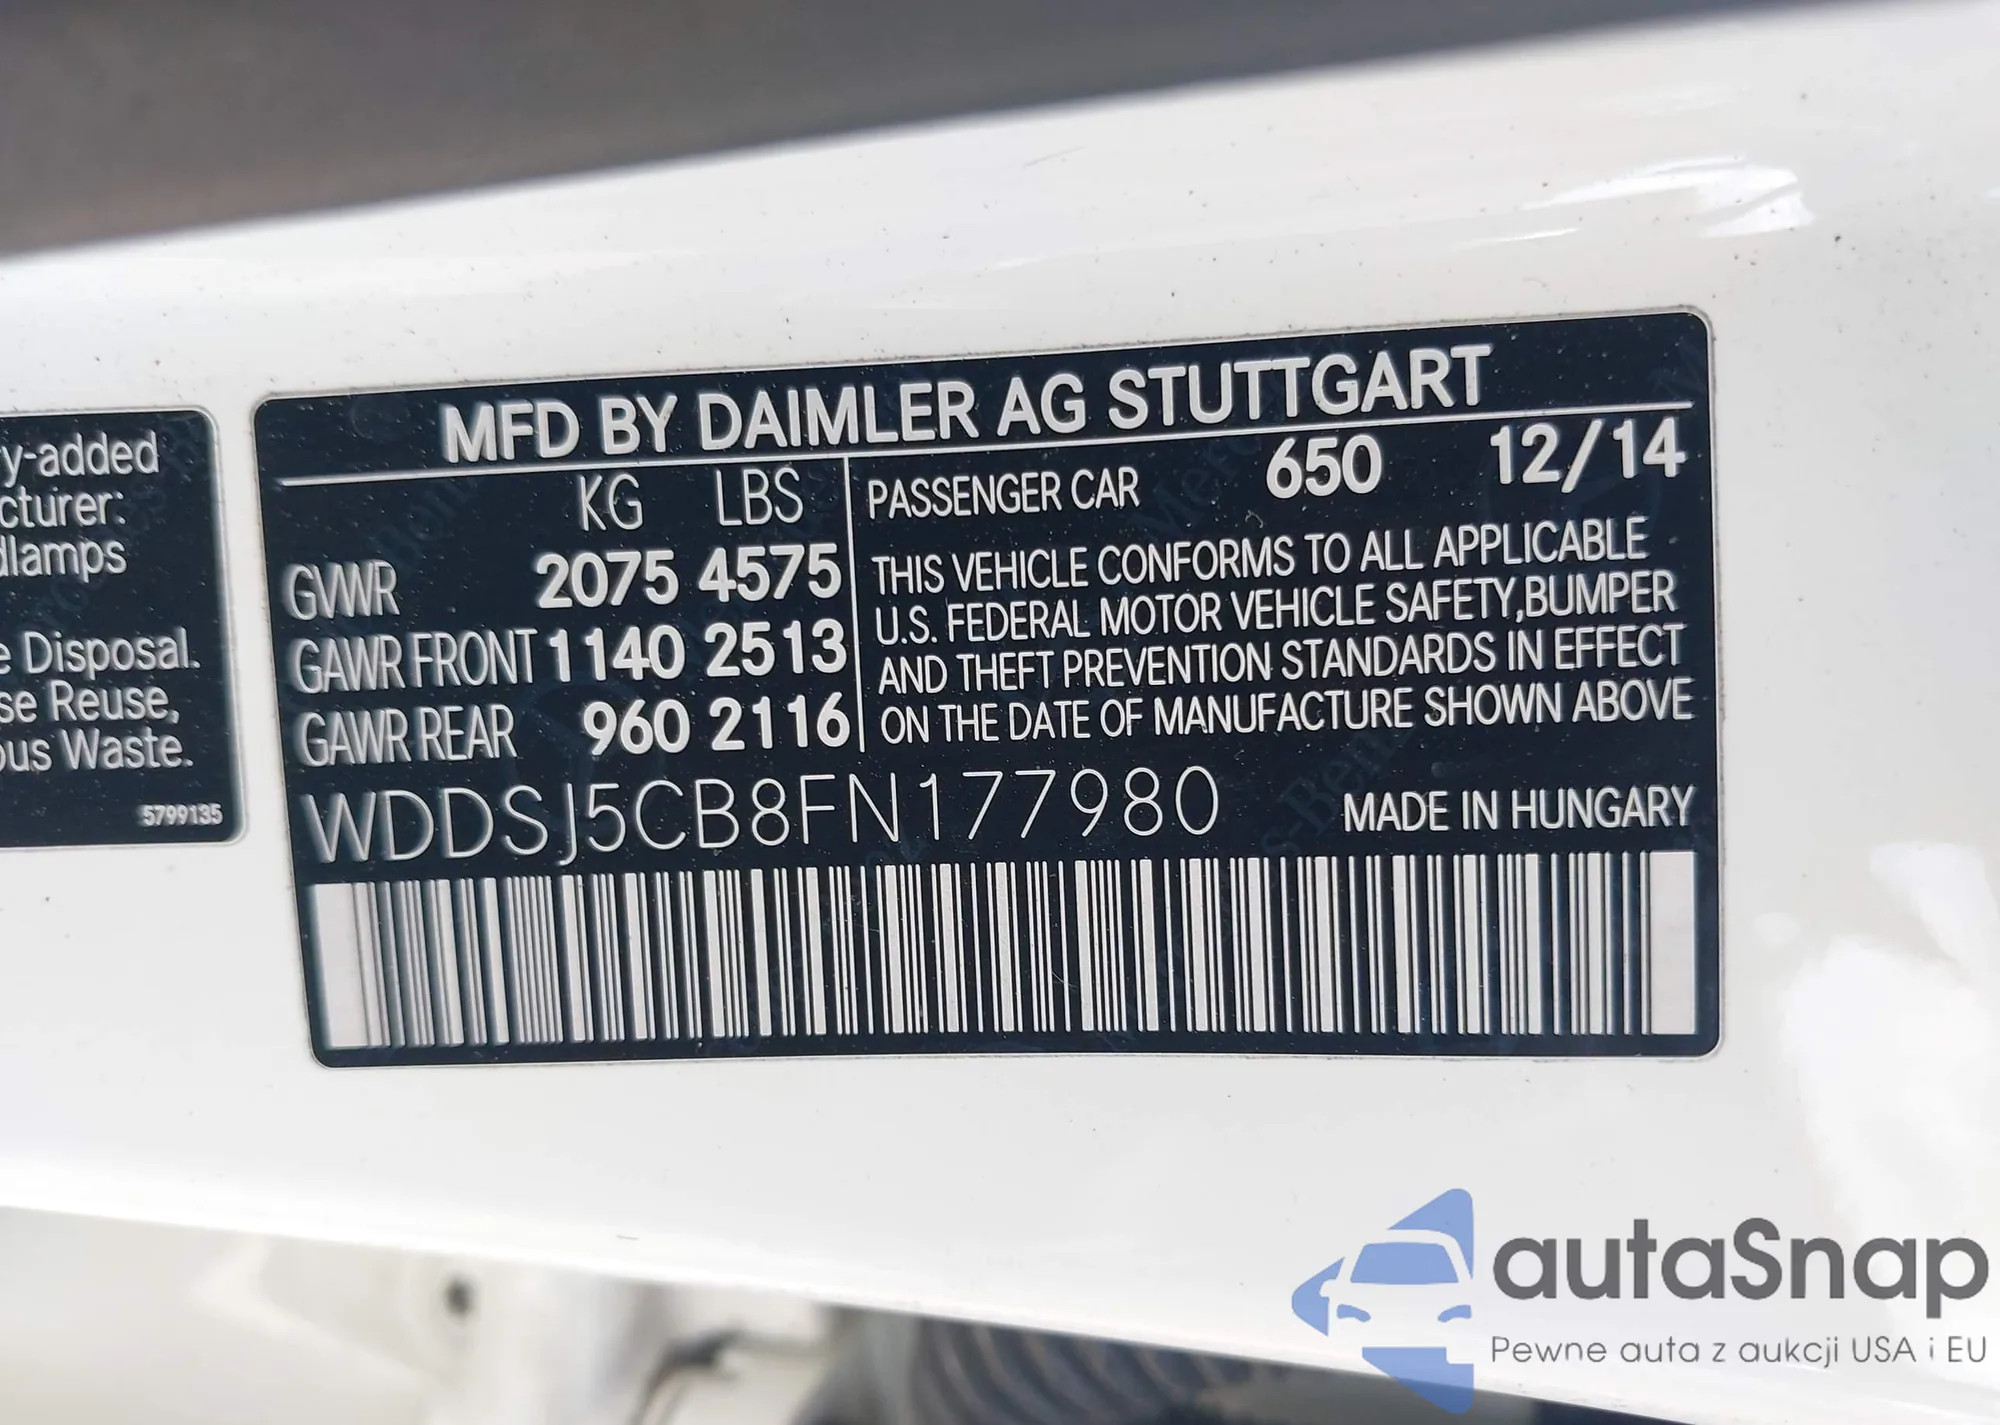 y-added
cturer:
dlamps
e Disposal.
se Reuse,
ous Waste.
5799135
MFD BY DAIMLER AG STUTTGART
KG LBS
GVWR 2075 4575
GAWR FRONT 1140 2513
GAWR REAR 960 2116
PASSENGER CAR 650 12/14
THIS VEHICLE CONFORMS TO ALL APPLICABLE
U.S. FEDERAL MOTOR VEHICLE SAFETY,BUMPER
AND THEFT PREVENTION STANDARDS IN EFFECT
ON THE DATE OF MANUFACTURE SHOWN ABOVE
WDDSJ5CB8FN177980 MADE IN HUNGARY
autaSnap
Pewne auta z aukcji USA i EU